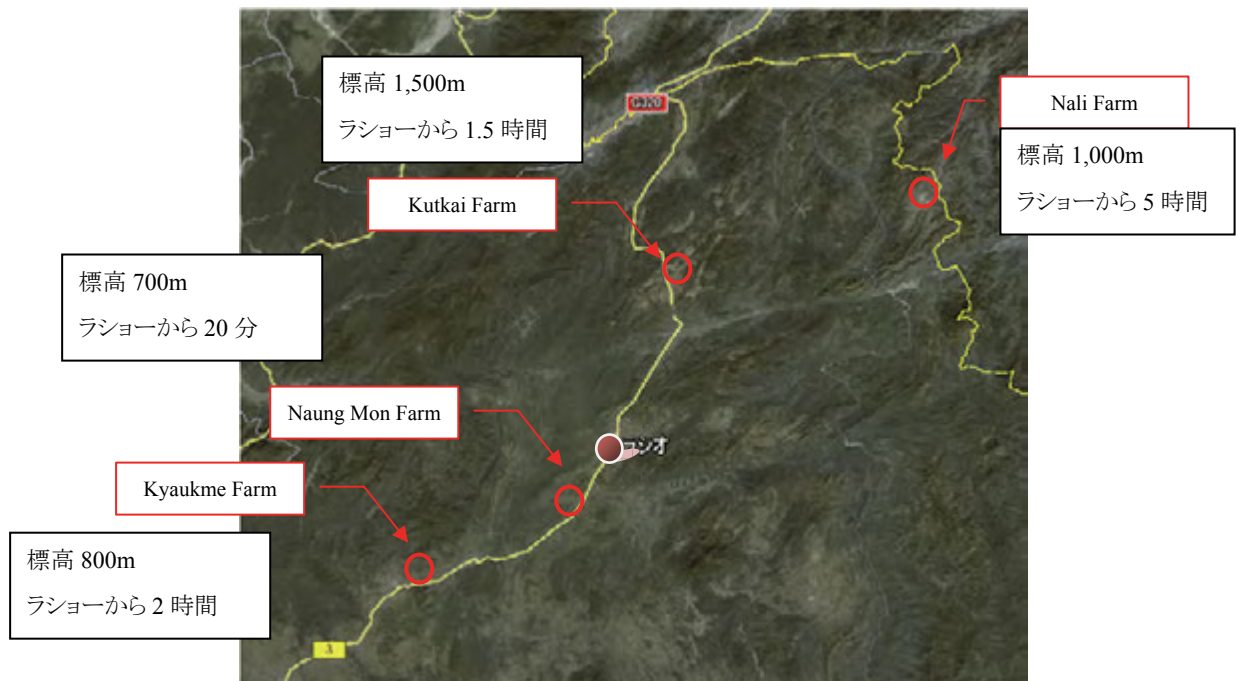 標高 1,500m
ラショーから 1.5 時間
G320
Nali Farm
標高 1,000m
ラショーから 5 時間
Kutkai Farm
標高 700m
ラショーから 20 分
Naung Mon Farm
Kyaukme Farm
標高 800m
ラショーから 2 時間
3